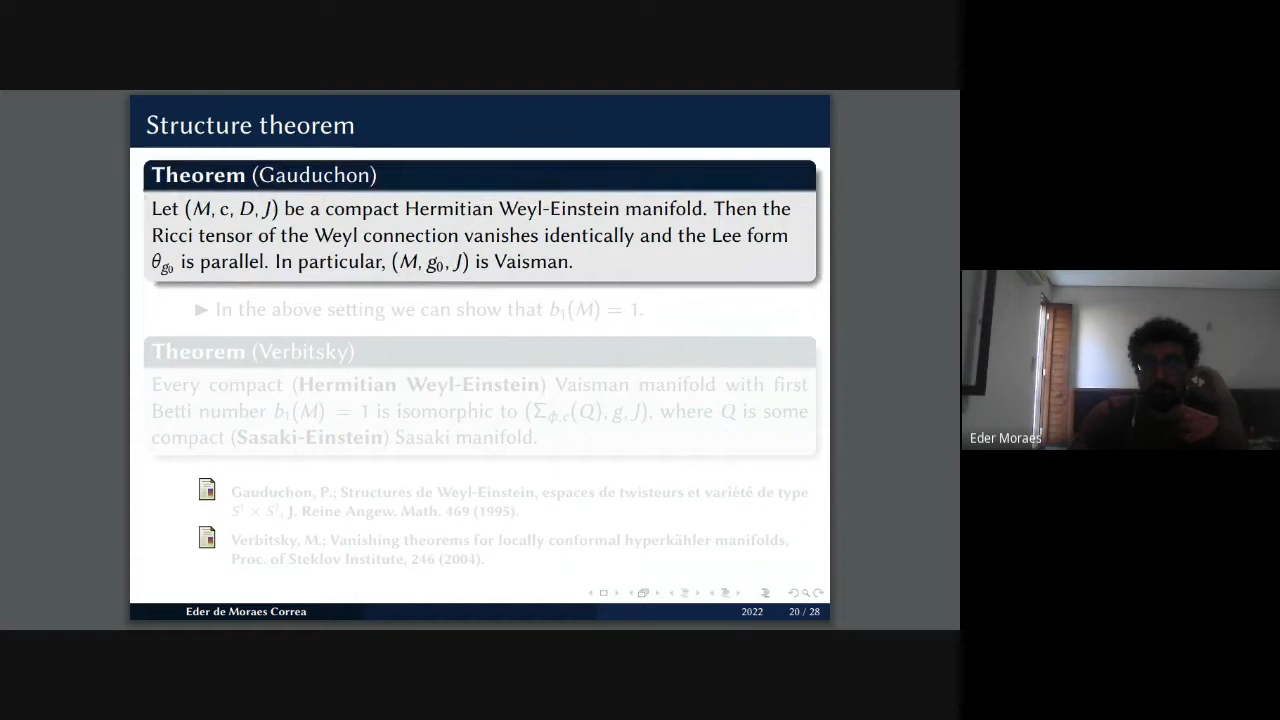 Structure theorem
Theorem (Gauduchon)
Let (M, c, D, J) be a compact Hermitian Weyl-Einstein manifold. Then the
Ricci tensor of the Weyl connection vanishes identically and the Lee form
θ_{g₀} is parallel. In particular, (M, g₀, J) is Vaisman.
▶ In the above setting we can show that b₁(M) = 1.
Theorem (Verbitsky)
Every compact (Hermitian Weyl-Einstein) Vaisman manifold with first
Betti number b₁(M) = 1 is isomorphic to (Σ_{ϕ,c}(Q), g, J), where Q is some
compact (Sasaki-Einstein) Sasaki manifold.
Gauduchon, P.; Structures de Weyl-Einstein, espaces de twisteurs et variété de type
S¹ × S³, J. Reine Angew. Math. 469 (1995).
Verbitsky, M.; Vanishing theorems for locally conformal hyperkähler manifolds,
Proc. of Steklov Institute, 246 (2004).
Eder de Moraes Correa 2022 20 / 28
Eder Moraes